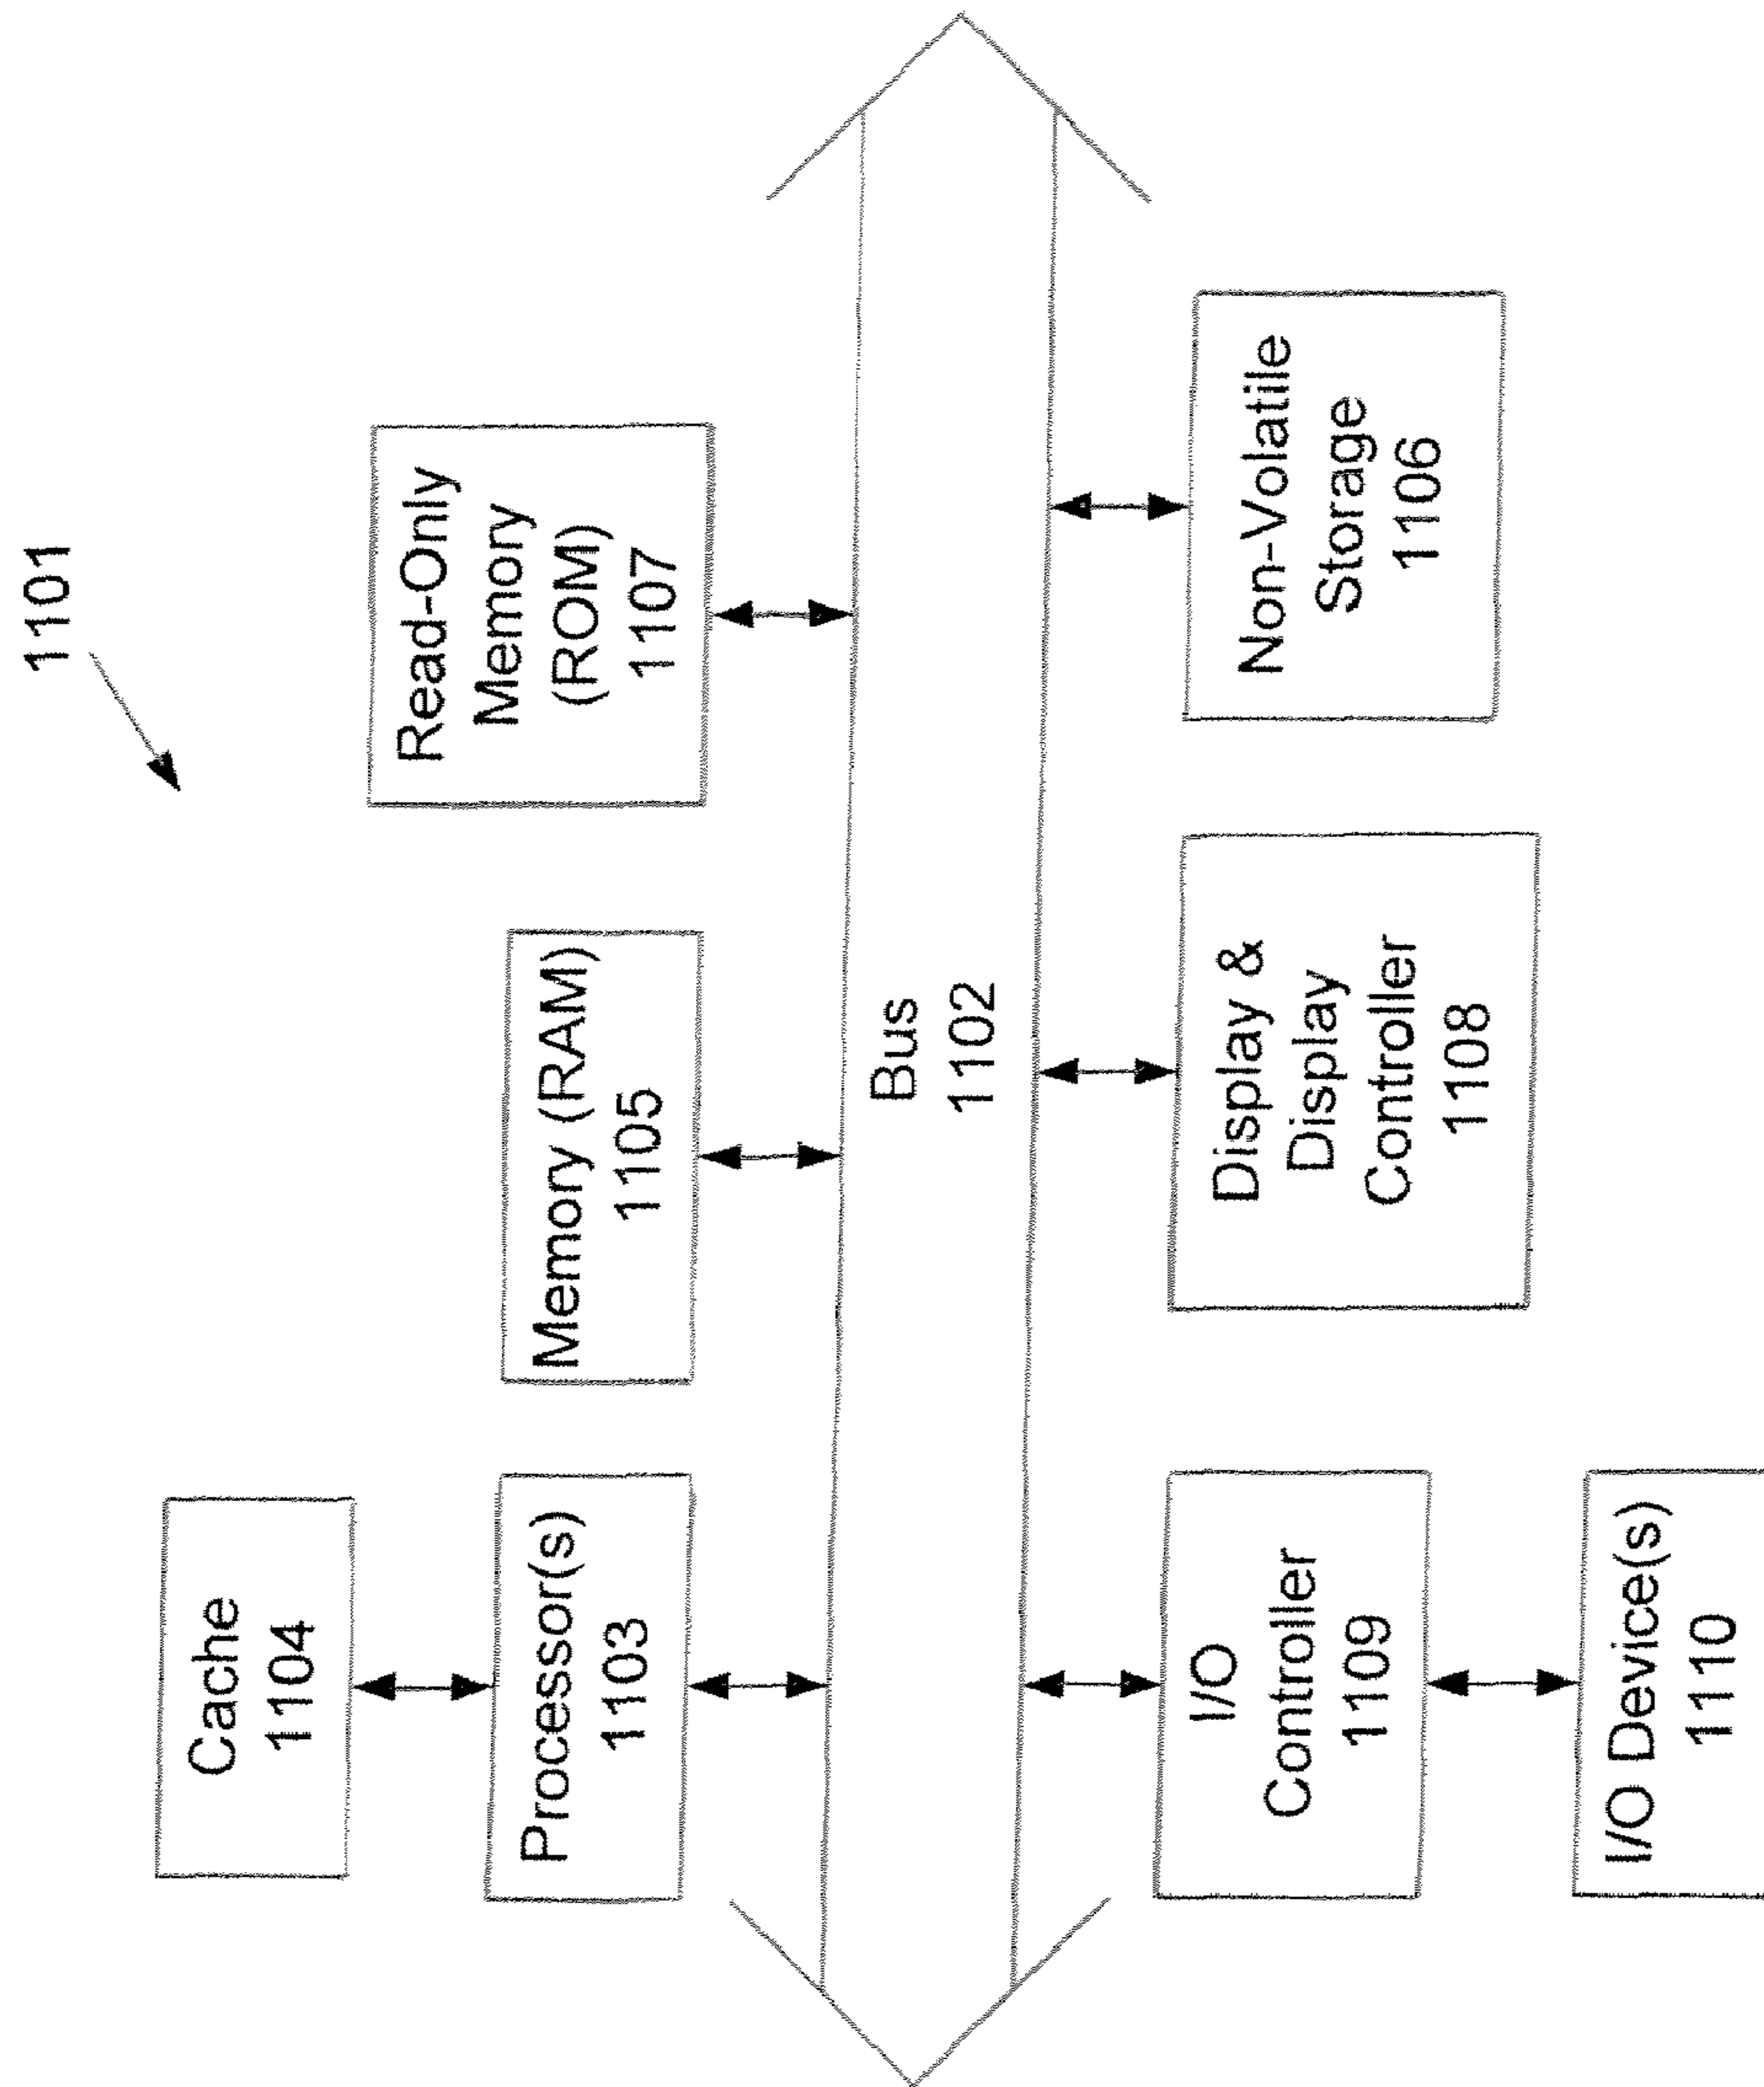 1101
Cache
1104
Processor(s)
1103
Memory (RAM)
1105
Read-Only
Memory
(ROM)
1107
Bus
1102
I/O
Controller
1109
Display &
Display
Controller
1108
Non-Volatile
Storage
1106
I/O Device(s)
1110